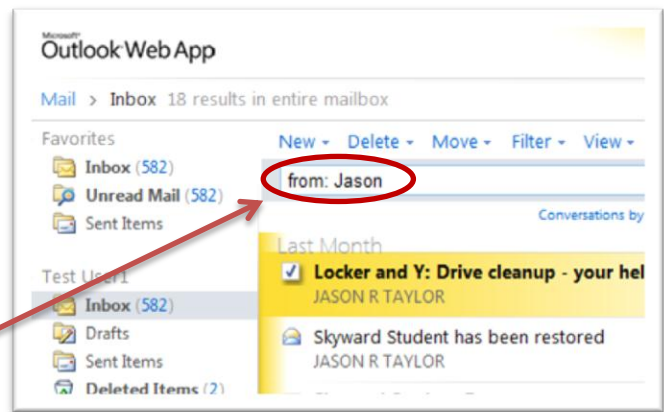 Microsoft®
Outlook Web App
Mail > Inbox 18 results in entire mailbox
Favorites
Inbox (582)
Unread Mail (582)
Sent Items
Test User1
Inbox (582)
Drafts
Sent Items
Deleted Items (2)
New Delete Move Filter View
from: Jason
Conversations by
Last Month
Locker and Y: Drive cleanup - your hel
JASON R TAYLOR
Skyward Student has been restored
JASON R TAYLOR